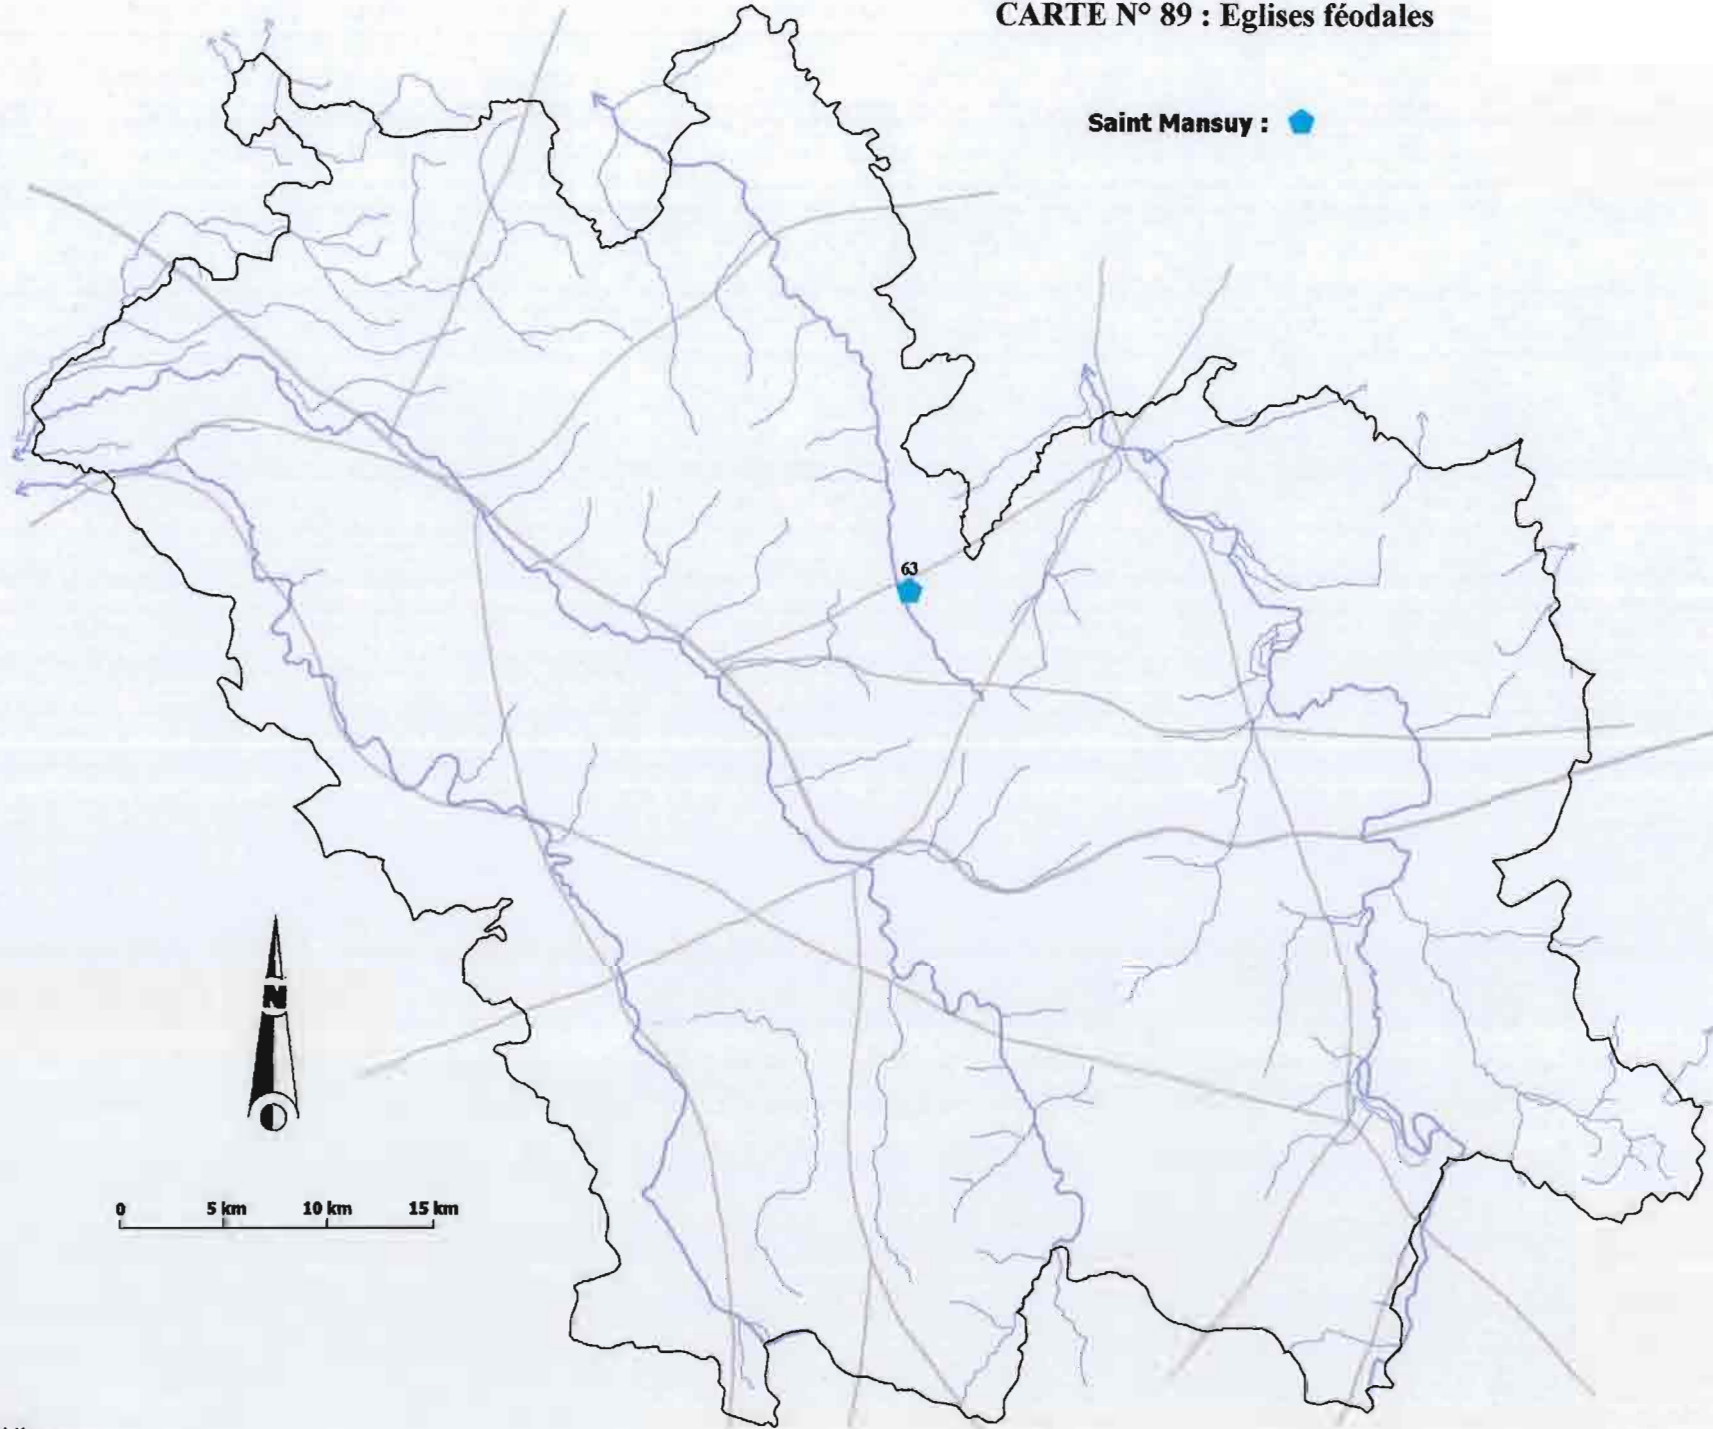 CARTE N° 89 : Eglises féodales
Saint Mansuy :
63
N
0 5 km 10 km 15 km